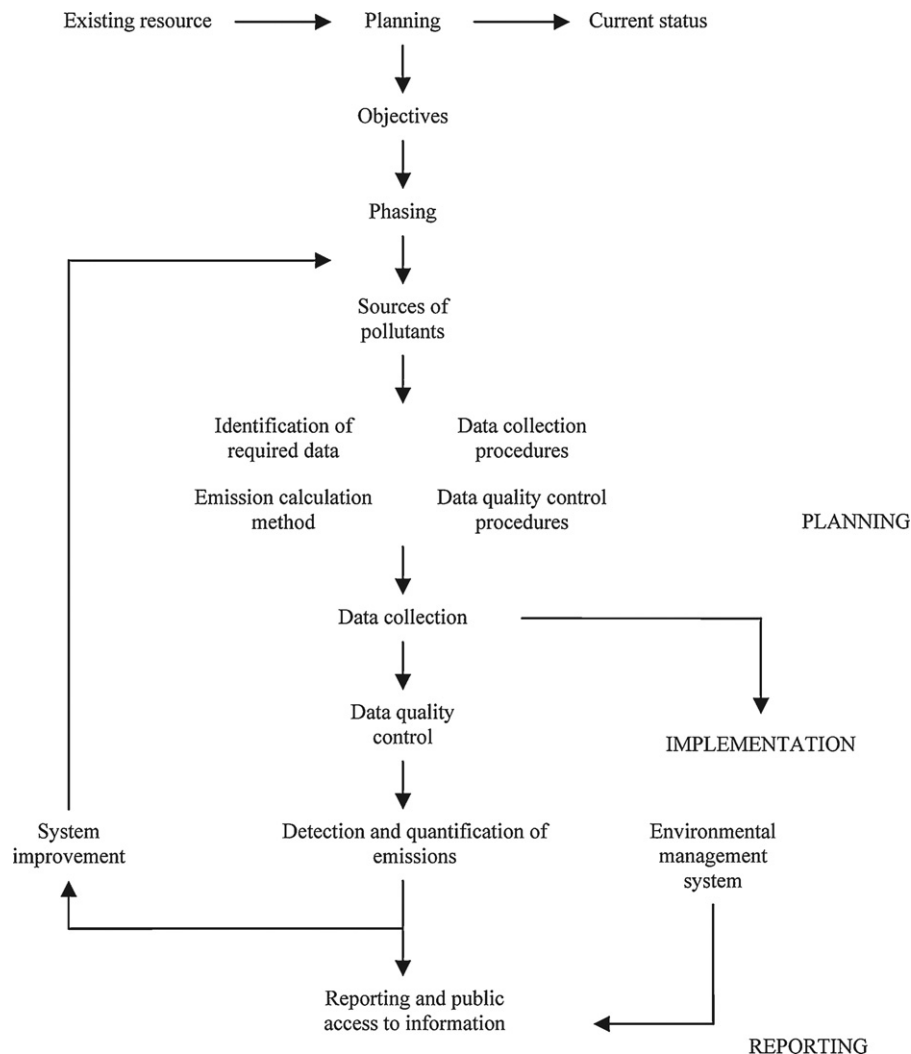 Existing resource
Planning
Current status
Objectives
Phasing
Sources of
pollutants
Identification of
required data
Data collection
procedures
Emission calculation
method
Data quality control
procedures
PLANNING
Data collection
Data quality
control
IMPLEMENTATION
System
improvement
Detection and quantification of
emissions
Environmental
management
system
Reporting and public
access to information
REPORTING